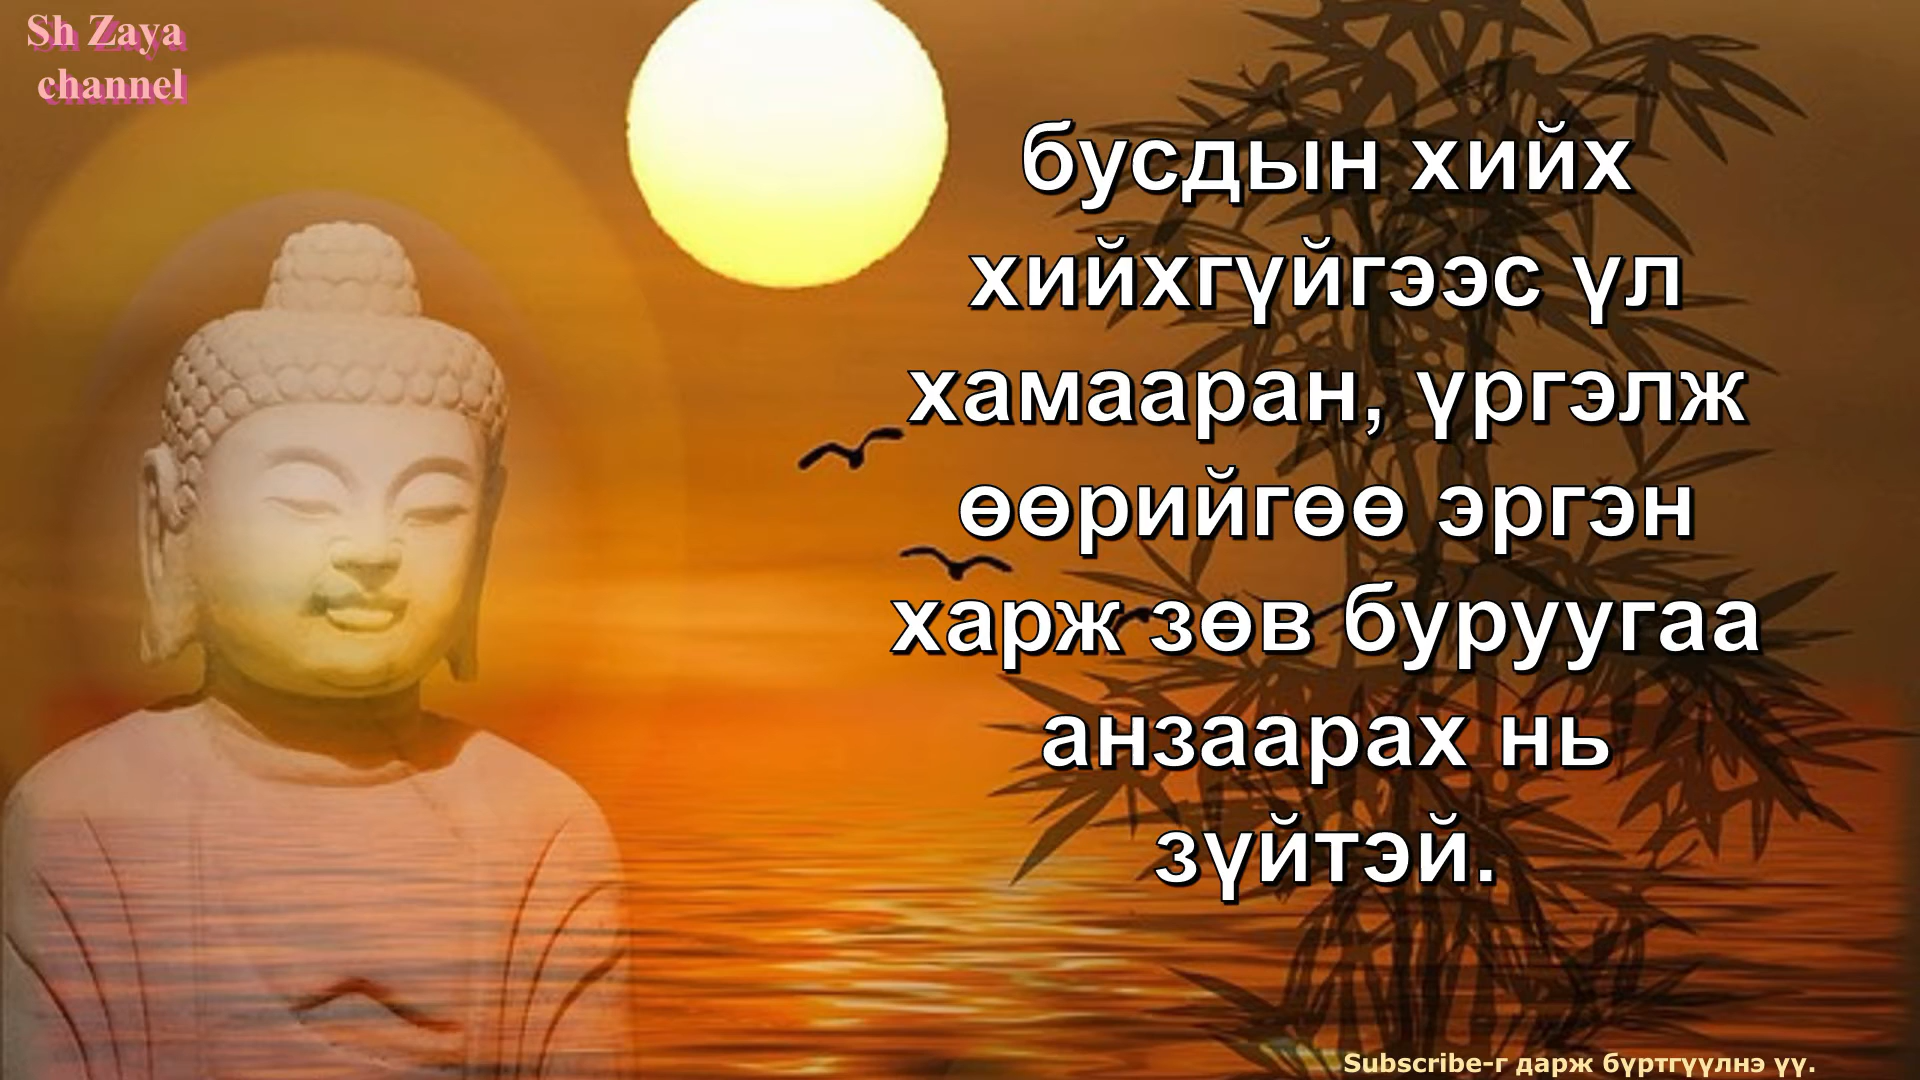 Sh Zaya
channel
бусдын хийх
хийхгүйгээс үл
хамааран, үргэлж
өөрийгөө эргэн
харж зөв буруугаа
анзаарах нь
зүйтэй.
Subscribe-г дарж бүртгүүлнэ үү.